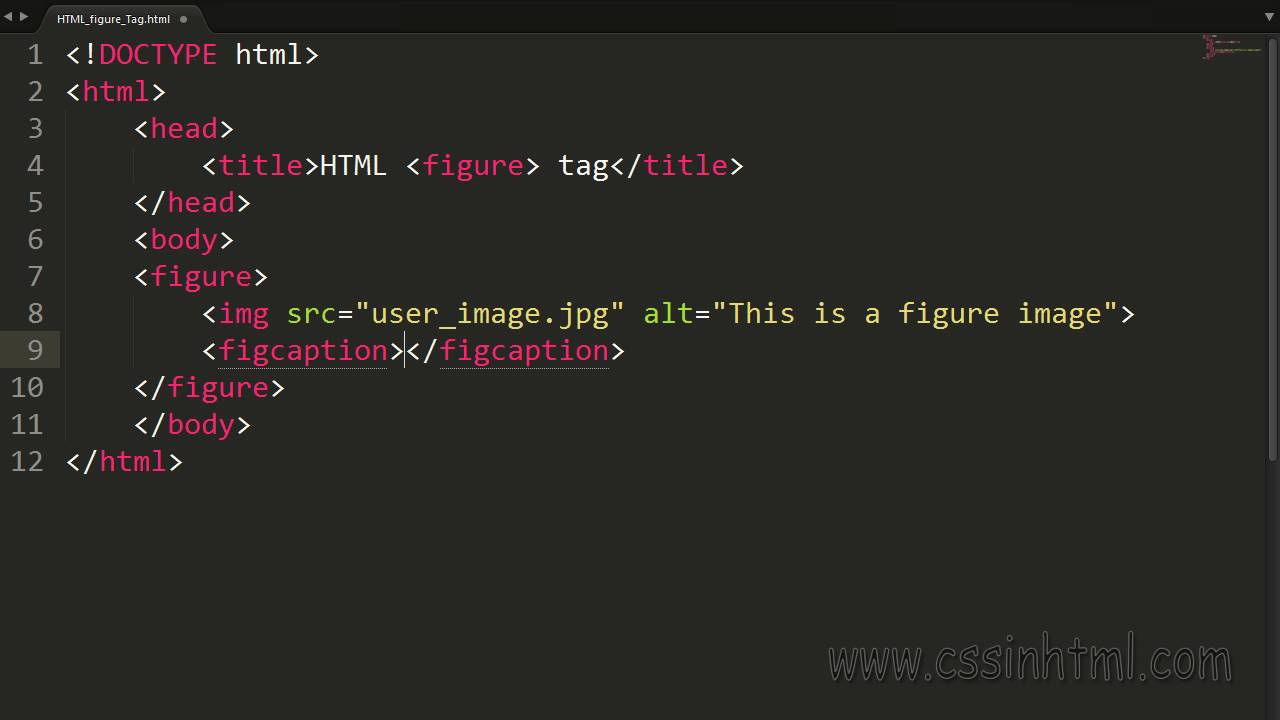 HTML_figure_Tag.html
1 <!DOCTYPE html>
2 <html>
3     <head>
4         <title>HTML <figure> tag</title>
5     </head>
6     <body>
7     <figure>
8         <img src="user_image.jpg" alt="This is a figure image">
9         <figcaption></figcaption>
10     </figure>
11     </body>
12 </html>
www.cssinhtml.com